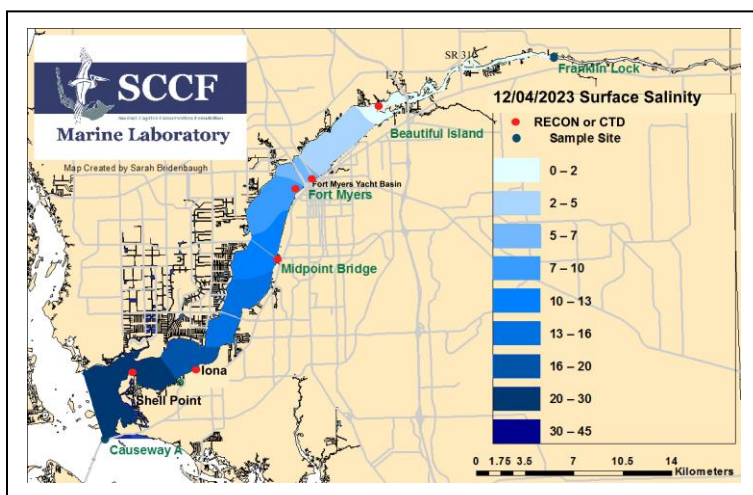 SCCF
Marine Laboratory
Map Created by Sarah Bridenbaugh
SR 31
I-75
Franklin Lock
Beautiful Island
Fort Myers Yacht Basin
Fort Myers
Midpoint Bridge
Iona
Shell Point
Causeway A
12/04/2023 Surface Salinity
RECON or CTD
Sample Site
0 – 2
2 – 5
5 – 7
7 – 10
10 – 13
13 – 16
16 – 20
20 – 30
30 – 45
0 1.75 3.5 7 10.5 14
Kilometers